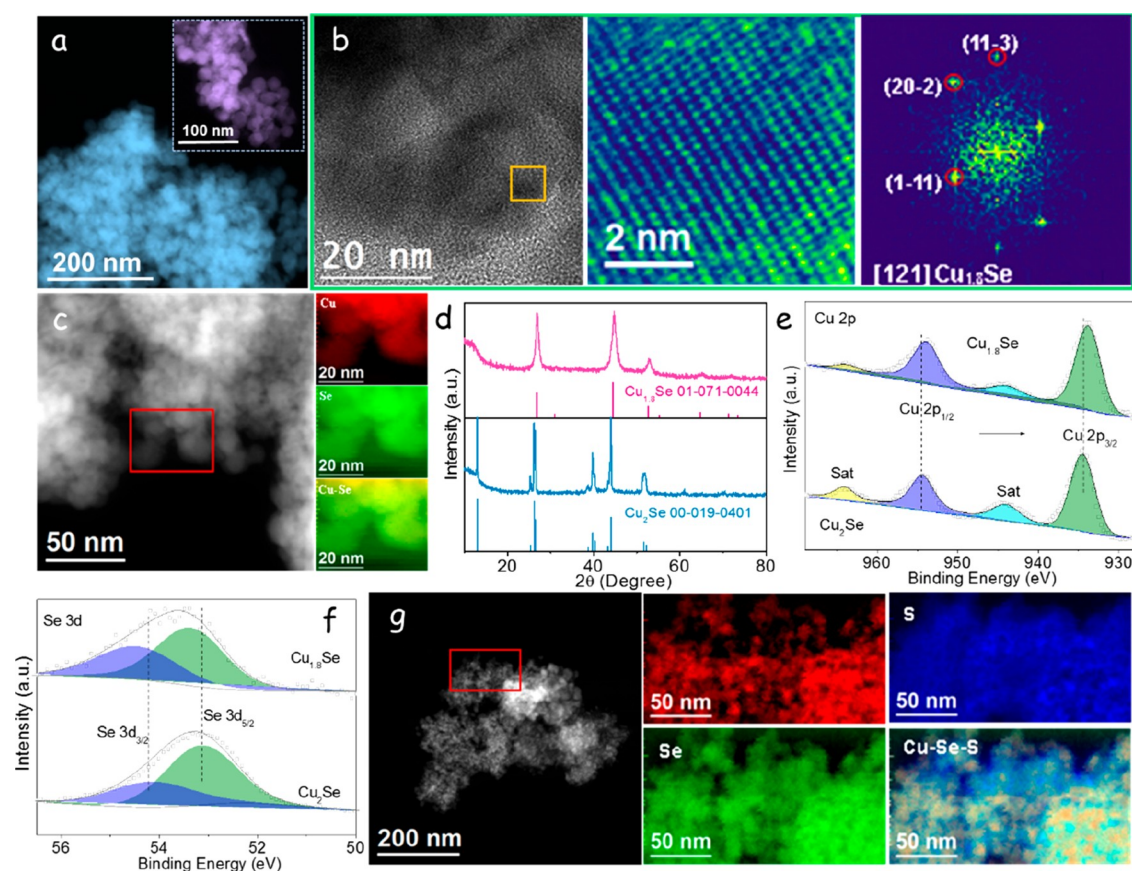 a
100 nm
200 nm
b
20 nm
2 nm
(11-3)
(20-2)
(1-11)
[121]Cu1.8Se
c
50 nm
Cu
20 nm
Se
20 nm
Cu-Se
20 nm
d
Intensity (a.u.)
Cu1.8Se 01-071-0044
Cu2Se 00-019-0401
20 40 60 80
2θ (Degree)
e
Cu 2p
Cu1.8Se
Cu 2p1/2
Cu 2p3/2
Sat
Sat
Cu2Se
Intensity (a.u.)
960 950 940 930
Binding Energy (eV)
f
Se 3d
Cu1.8Se
Se 3d5/2
Se 3d3/2
Cu2Se
Intensity (a.u.)
56 54 52 50
Binding Energy (eV)
g
200 nm
50 nm
S
50 nm
Se
50 nm
Cu-Se-S
50 nm